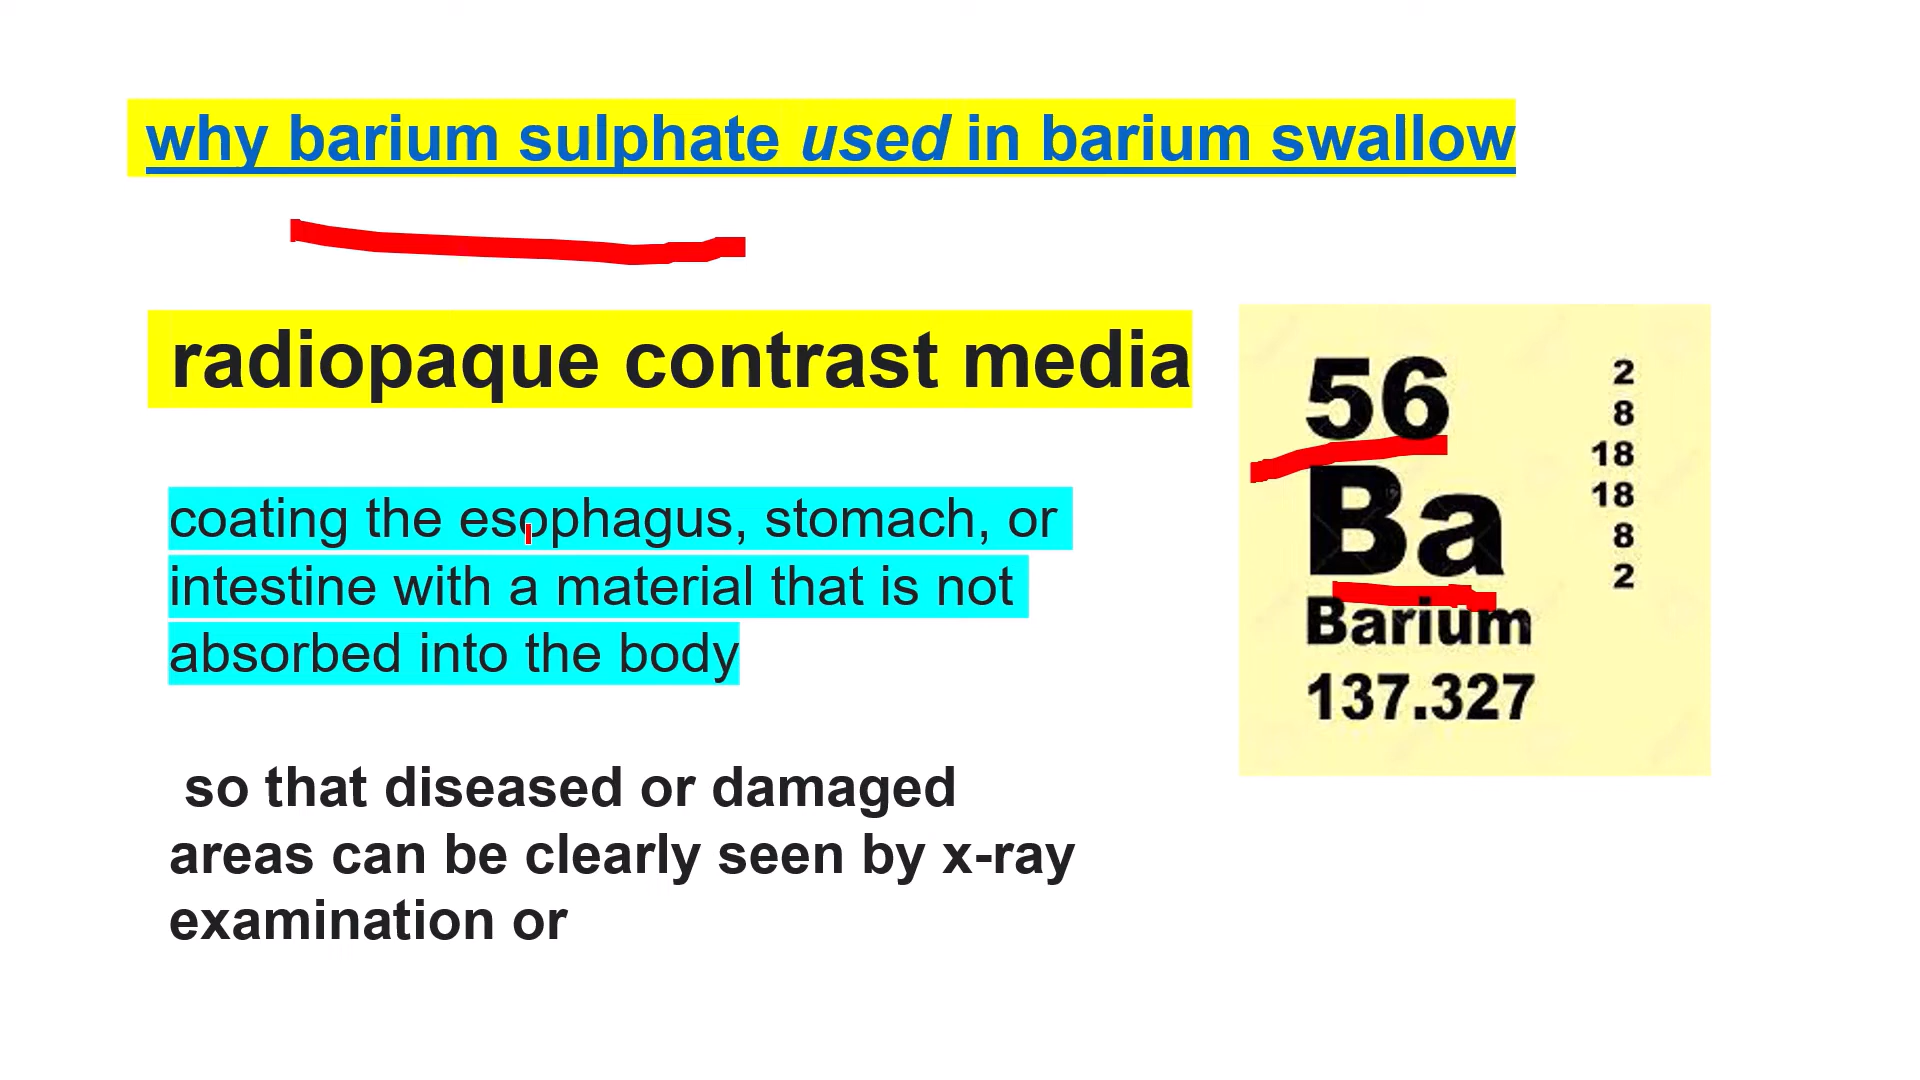 why barium sulphate used in barium swallow
radiopaque contrast media
coating the esophagus, stomach, or
intestine with a material that is not
absorbed into the body
so that diseased or damaged
areas can be clearly seen by x-ray
examination or
56
Ba
Barium
137.327
2
8
18
18
8
2